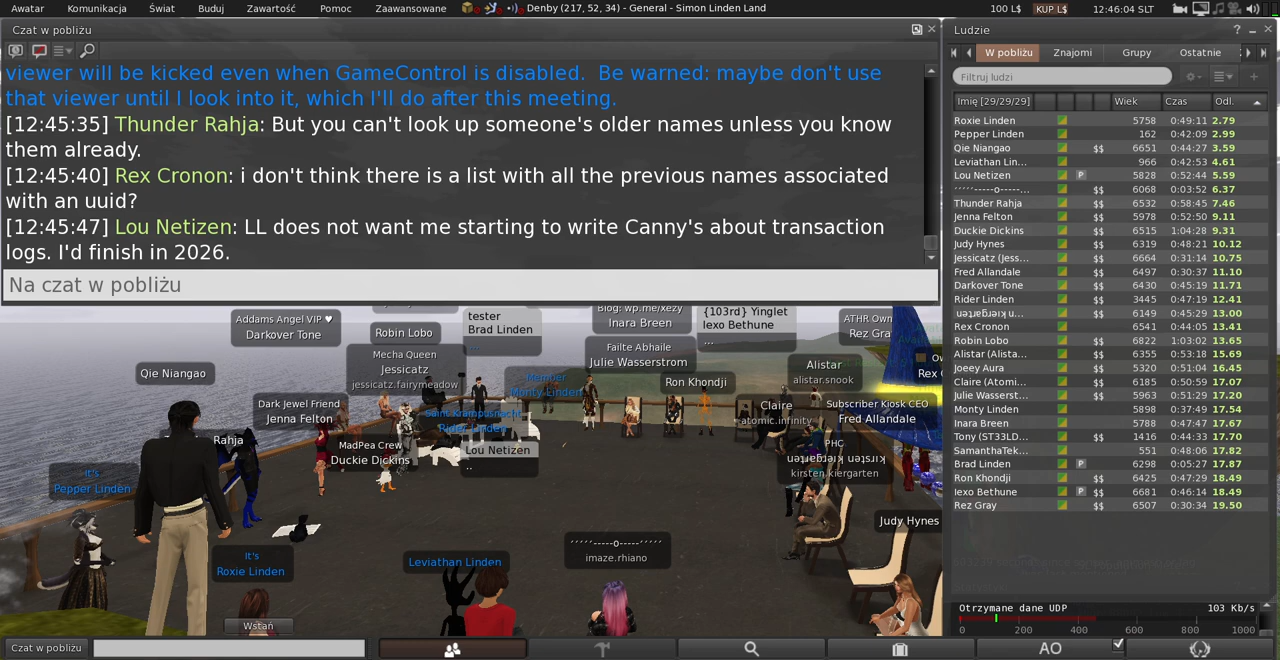 Awatar Komunikacja Świat Buduj Zawartość Pomoc Zaawansowane Denby (217, 52, 34) - General - Simon Linden Land 100 L$ KUP L$ 12:46:04 SLT
Czat w pobliżu
viewer will be kicked even when GameControl is disabled. Be warned: maybe don't use
that viewer until I look into it, which I'll do after this meeting.
[12:45:35] Thunder Rahja: But you can't look up someone's older names unless you know
them already.
[12:45:40] Rex Cronon: i don't think there is a list with all the previous names associated
with an uuid?
[12:45:47] Lou Netizen: LL does not want me starting to write Canny's about transaction
logs. I'd finish in 2026.
Na czat w pobliżu
Addams Angel VIP ♥
Darkover Tone
Robin Lobo
tester
Brad Linden
...
Blog: wp.me/xezy
Inara Breen
{103rd} Yinglet
Iexo Bethune
...
ATHR Own
Rez Gra
Mecha Queen
Jessicatz
jessicatz.fairymeadow
Failte Abhaile
Julie Wasserstrom
Qie Niangao
Member
Monty Linden
Ron Khondji
Alistar
alistar.snook
Ow
Rex C
Dark Jewel Friend
Jenna Felton
Rider Linden
Claire
atomic.infinity
Subscriber Kiosk CEO
Fred Allandale
Rahja
MadPea Crew
Duckie Dickins
Lou Netizen
..
PHC
kirsten.kiergarten
It's
Pepper Linden
Judy Hynes
It's
Roxie Linden
Leviathan Linden
´´´´´-----o-----´´´´´
imaze.rhiano
Wstań
Czat w pobliżu
Ludzie
W pobliżu Znajomi Grupy Ostatnie
Filtruj ludzi
Imię [29/29/29] Wiek Czas Odl.
Roxie Linden 5758 0:49:11 2.79
Pepper Linden 162 0:42:09 2.99
Qie Niangao $$ 6651 0:44:27 3.59
Leviathan Lin... 966 0:42:53 4.61
Lou Netizen P 5828 0:52:44 5.59
´´´´´-----o-----... $$ 6068 0:03:52 6.37
Thunder Rahja $$ 6532 0:58:45 7.46
Jenna Felton $$ 5978 0:52:50 9.11
Duckie Dickins $$ 6515 1:04:28 9.31
Judy Hynes $$ 6319 0:48:21 10.12
Jessicatz (Jess... $$ 6664 0:31:14 10.75
Fred Allandale $$ 6497 0:30:37 11.10
Darkover Tone $$ 6430 0:45:19 11.71
Rider Linden $$ 3445 0:47:19 12.41
$$ 6149 0:45:29 13.00
Rex Cronon 6541 0:44:05 13.41
Robin Lobo $$ 6822 1:03:02 13.65
Alistar (Alista... $$ 6355 0:53:18 15.69
Joeey Aura $$ 5320 0:51:04 16.45
Claire (Atomi... $$ 6185 0:50:59 17.07
Julie Wasserst... $$ 5963 0:51:29 17.20
Monty Linden 5898 0:37:49 17.54
Inara Breen 5788 0:47:47 17.67
Tony (ST33LD... $$ 1416 0:44:33 17.70
SamanthaTek... 551 0:48:06 17.82
Brad Linden P 6298 0:05:27 17.87
Ron Khondji $$ 6425 0:47:29 18.49
Iexo Bethune P $$ 6681 0:46:14 18.49
Rez Gray $$ 6507 0:30:34 19.50
Otrzymane dane UDP 103 Kb/s
0 200 400 600 800 1000
AO